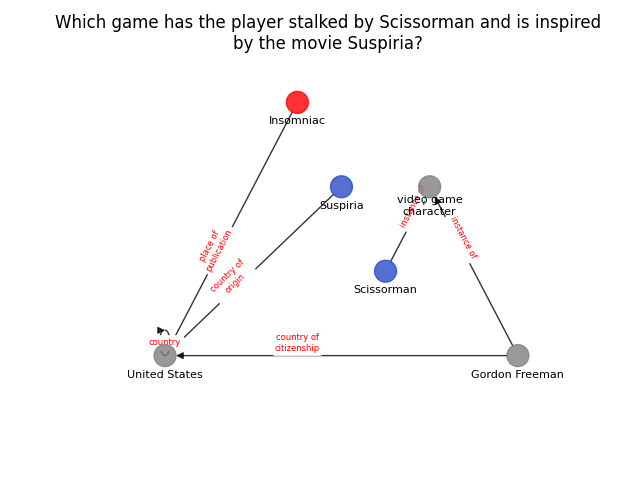 Which game has the player stalked by Scissorman and is inspired
by the movie Suspiria?
Insomniac
Suspiria
video game
character
instance of
place of
publication
instance of
country of
origin
Scissorman
country
country of
citizenship
United States
Gordon Freeman